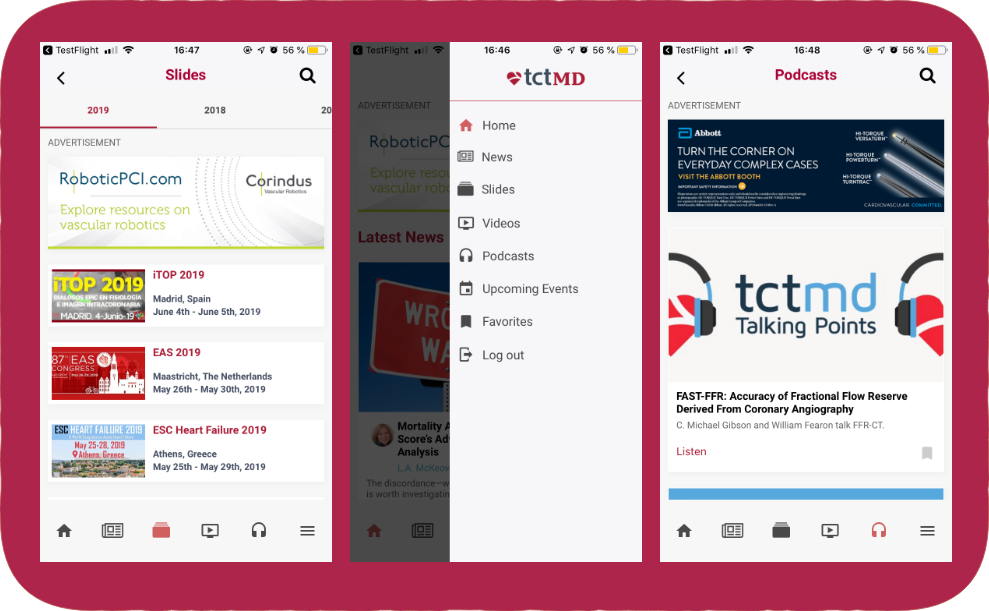 TestFlight
16:47
56 %
Slides
2019
2018
20
ADVERTISEMENT
RoboticPCI.com
Corindus
Vascular Robotics
Explore resources on
vascular robotics
iTOP 2019
DIALOGOS EPIC EN FISIOLOGÍA
E IMAGEN INTRACORONARIA
MADRID, 4-Junio-19
iTOP 2019
Madrid, Spain
June 4th - June 5th, 2019
87TH EAS
CONGRESS
EAS 2019
Maastricht, The Netherlands
May 26th - May 30th, 2019
ESC HEART FAILURE 2019
May 25-28, 2019
Athens, Greece
ESC Heart Failure 2019
Athens, Greece
May 25th - May 29th, 2019
TestFlight
16:46
56 %
ADVERTISEMENT
RoboticP
Explore reso
vascular robo
Latest News
WRO
WA
Mortality A
Score's Adv
Analysis
L.A. McKeow
The discordance—w
is worth investigatin
tctMD
Home
News
Slides
Videos
Podcasts
Upcoming Events
Favorites
Log out
TestFlight
16:48
56 %
Podcasts
ADVERTISEMENT
Abbott
TURN THE CORNER ON
EVERYDAY COMPLEX CASES
VISIT THE ABBOTT BOOTH
IMPORTANT SAFETY INFORMATION
HI-TORQUE
VERSATURN™
HI-TORQUE
POWERTURN™
HI-TORQUE
TURNTRAC™
CARDIOVASCULAR. COMMITTED.
tctmd
Talking Points
FAST-FFR: Accuracy of Fractional Flow Reserve
Derived From Coronary Angiography
C. Michael Gibson and William Fearon talk FFR-CT.
Listen